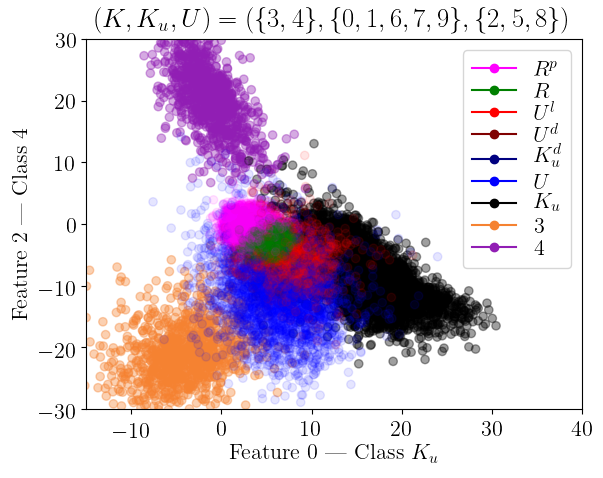 (K, K_u, U) = ({3, 4}, {0, 1, 6, 7, 9}, {2, 5, 8})
30
20
10
0
−10
−20
−30
Feature 2 — Class 4
R^p
R
U^l
U^d
K_u^d
U
K_u
3
4
−10
0
10
20
30
40
Feature 0 — Class K_u